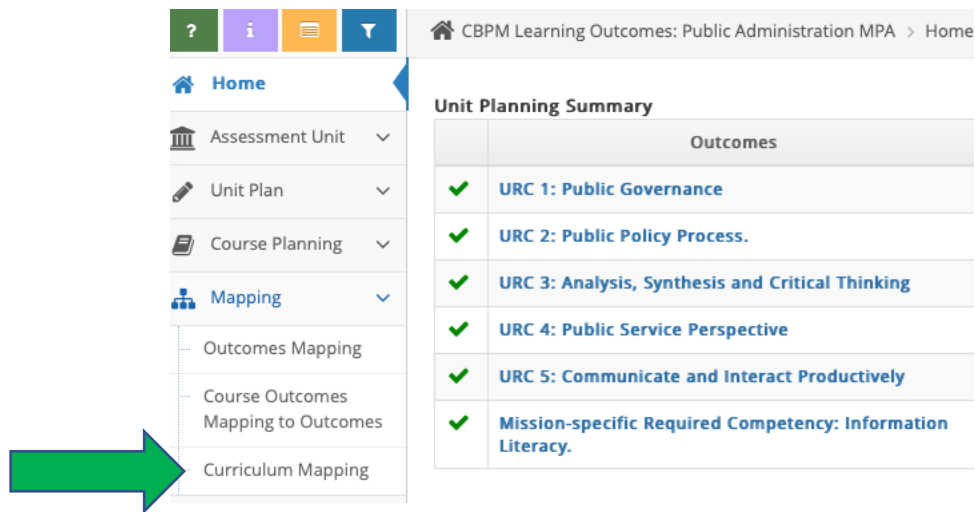 ? i
CBPM Learning Outcomes: Public Administration MPA > Home
Home
Assessment Unit
Unit Plan
Course Planning
Mapping
Outcomes Mapping
Course Outcomes
Mapping to Outcomes
Curriculum Mapping
Unit Planning Summary
Outcomes
URC 1: Public Governance
URC 2: Public Policy Process.
URC 3: Analysis, Synthesis and Critical Thinking
URC 4: Public Service Perspective
URC 5: Communicate and Interact Productively
Mission-specific Required Competency: Information
Literacy.